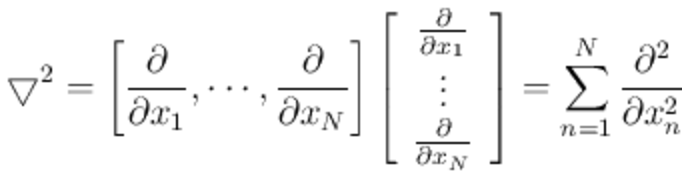 ▽² = [∂/∂x₁, ⋯, ∂/∂x_N] [∂/∂x₁ ⋮ ∂/∂x_N] = ∑_{n=1}^{N} ∂²/∂x_n²